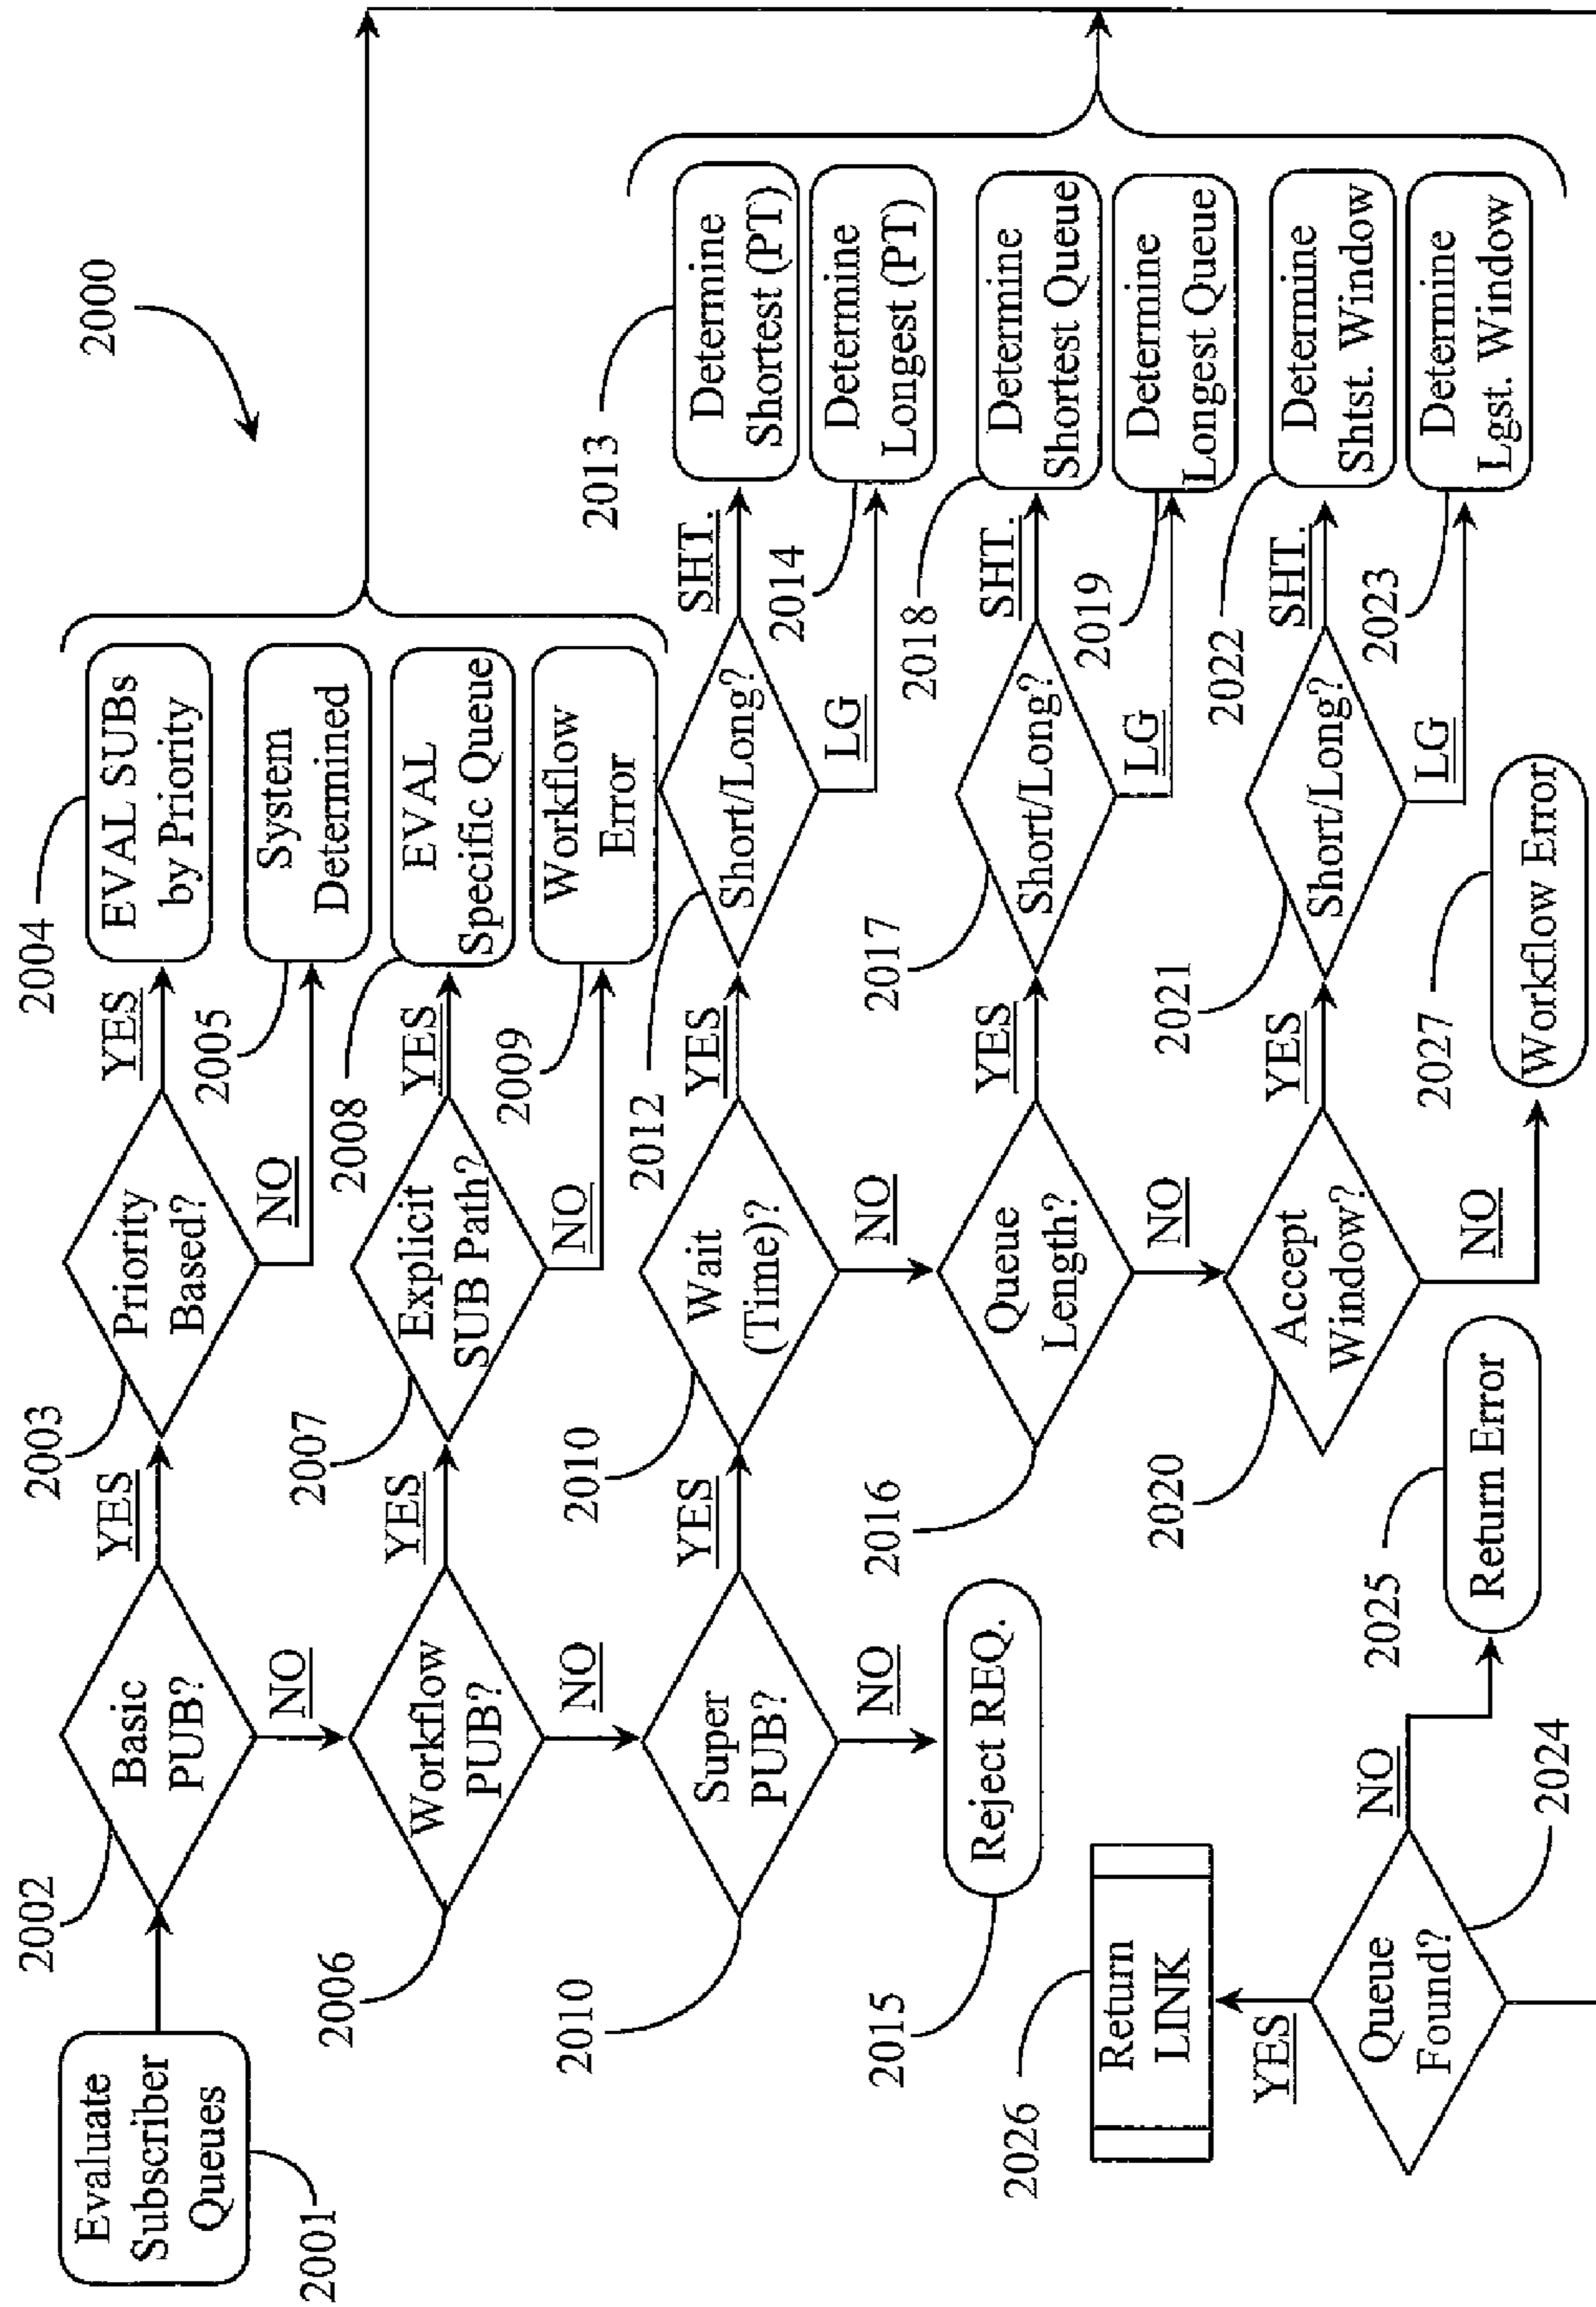 2000
Evaluate
Subscriber
Queues
2001
2002
Basic
PUB?
YES
NO
2003
Priority
Based?
YES
NO
2004
EVAL SUBs
by Priority
2005
System
Determined
2006
Workflow
PUB?
YES
NO
2007
Explicit
SUB Path?
YES
NO
2008
EVAL
Specific Queue
2009
Workflow
Error
2010
Super
PUB?
YES
NO
2010
Wait
(Time)?
YES
NO
2012
Short/Long?
SHT.
LG
2013
Determine
Shortest (PT)
2014
Determine
Longest (PT)
2015
Reject REQ.
2016
Queue
Length?
YES
NO
2017
Short/Long?
SHT.
LG
2018
Determine
Shortest Queue
2019
Determine
Longest Queue
2020
Accept
Window?
YES
NO
2021
Short/Long?
SHT.
LG
2022
Determine
Shtst. Window
2023
Determine
Lgst. Window
2027
Workflow Error
2026
Return
LINK
YES
Queue
Found?
2024
NO
2025
Return Error